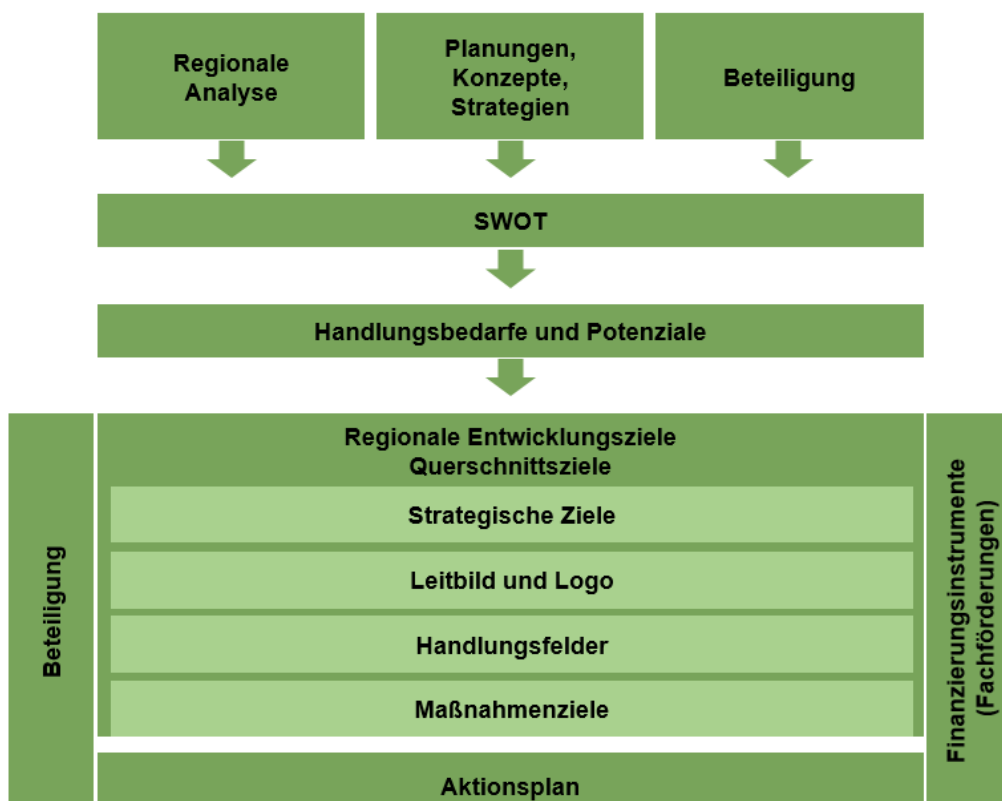 Regionale
Analyse
Planungen,
Konzepte,
Strategien
Beteiligung
SWOT
Handlungsbedarfe und Potenziale
Regionale Entwicklungsziele
Querschnittsziele
Strategische Ziele
Leitbild und Logo
Handlungsfelder
Maßnahmenziele
Aktionsplan
Beteiligung
Finanzierungsinstrumente
(Fachförderungen)